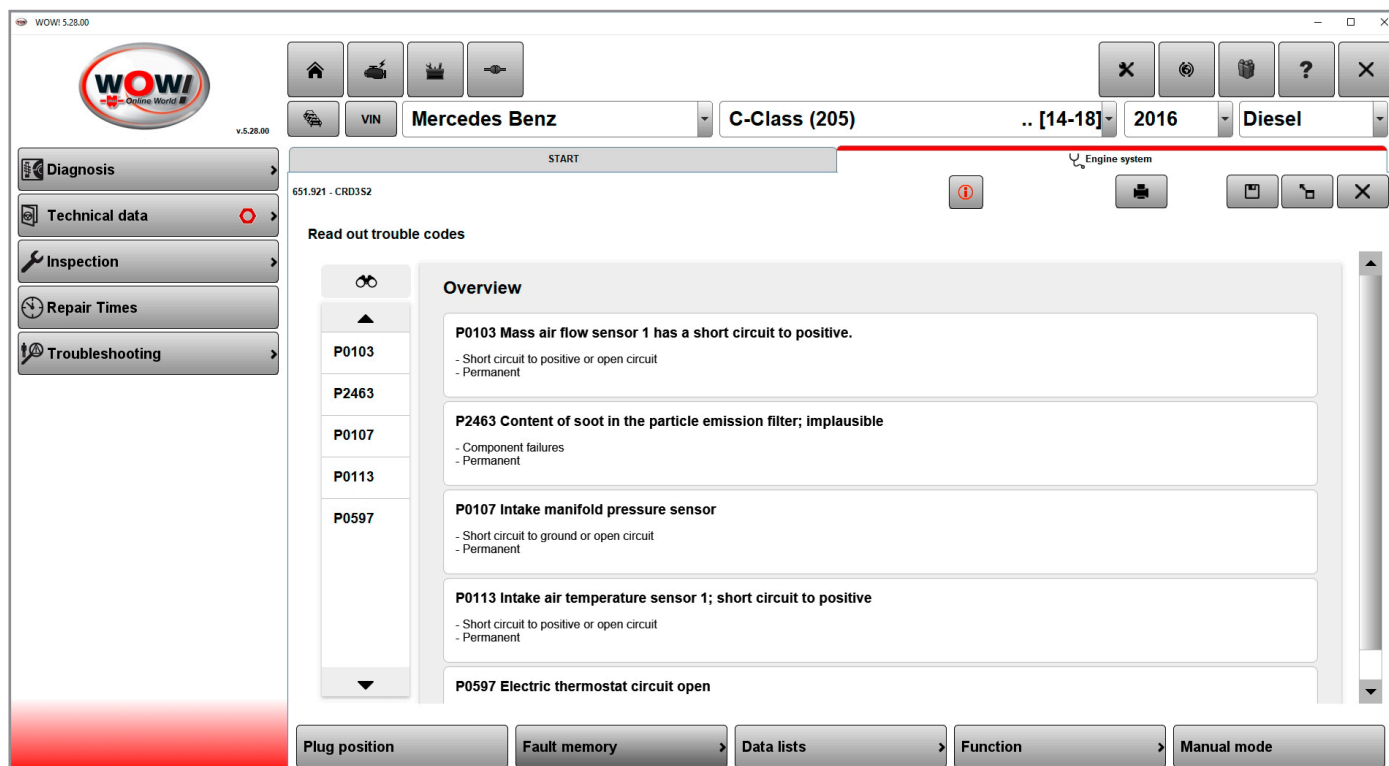 WOW! 5.28.00
WOW!
Online World
v.5.28.00
VIN
Mercedes Benz
C-Class (205)
.. [14-18]
2016
Diesel
Diagnosis
Technical data
Inspection
Repair Times
Troubleshooting
START
Engine system
651.921 - CRD3S2
Read out trouble codes
P0103
P2463
P0107
P0113
P0597
Overview
P0103 Mass air flow sensor 1 has a short circuit to positive.
- Short circuit to positive or open circuit
- Permanent
P2463 Content of soot in the particle emission filter; implausible
- Component failures
- Permanent
P0107 Intake manifold pressure sensor
- Short circuit to ground or open circuit
- Permanent
P0113 Intake air temperature sensor 1; short circuit to positive
- Short circuit to positive or open circuit
- Permanent
P0597 Electric thermostat circuit open
Plug position
Fault memory
Data lists
Function
Manual mode